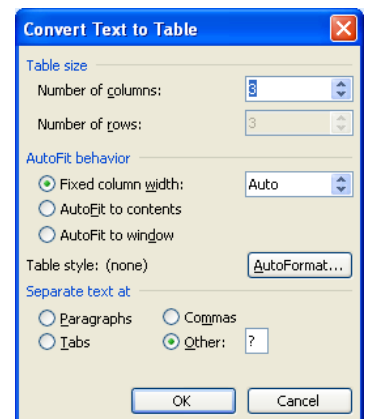 Convert Text to Table
Table size
Number of columns: 3
Number of rows: 3
AutoFit behavior
Fixed column width: Auto
AutoFit to contents
AutoFit to window
Table style: (none) AutoFormat...
Separate text at
Paragraphs Commas
Tabs Other: ?
OK Cancel